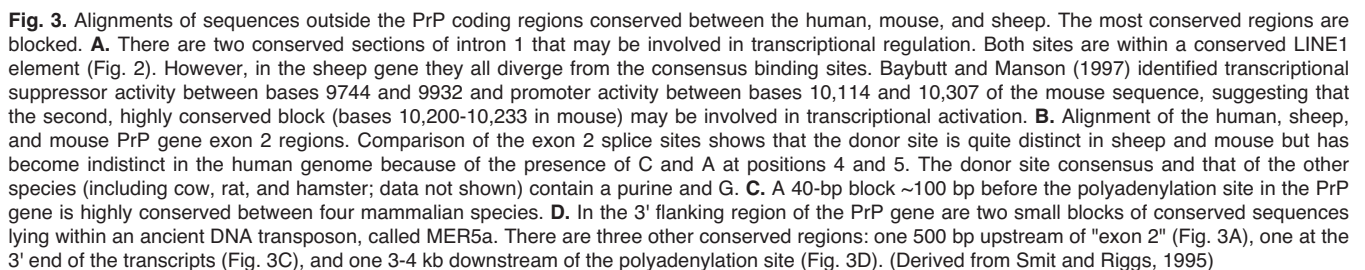 Fig. 3. Alignments of sequences outside the PrP coding regions conserved between the human, mouse, and sheep. The most conserved regions are
blocked. A. There are two conserved sections of intron 1 that may be involved in transcriptional regulation. Both sites are within a conserved LINE1
element (Fig. 2). However, in the sheep gene they all diverge from the consensus binding sites. Baybutt and Manson (1997) identified transcriptional
suppressor activity between bases 9744 and 9932 and promoter activity between bases 10,114 and 10,307 of the mouse sequence, suggesting that
the second, highly conserved block (bases 10,200-10,233 in mouse) may be involved in transcriptional activation. B. Alignment of the human, sheep,
and mouse PrP gene exon 2 regions. Comparison of the exon 2 splice sites shows that the donor site is quite distinct in sheep and mouse but has
become indistinct in the human genome because of the presence of C and A at positions 4 and 5. The donor site consensus and that of the other
species (including cow, rat, and hamster; data not shown) contain a purine and G. C. A 40-bp block ~100 bp before the polyadenylation site in the PrP
gene is highly conserved between four mammalian species. D. In the 3' flanking region of the PrP gene are two small blocks of conserved sequences
lying within an ancient DNA transposon, called MER5a. There are three other conserved regions: one 500 bp upstream of "exon 2" (Fig. 3A), one at the
3' end of the transcripts (Fig. 3C), and one 3-4 kb downstream of the polyadenylation site (Fig. 3D). (Derived from Smit and Riggs, 1995)